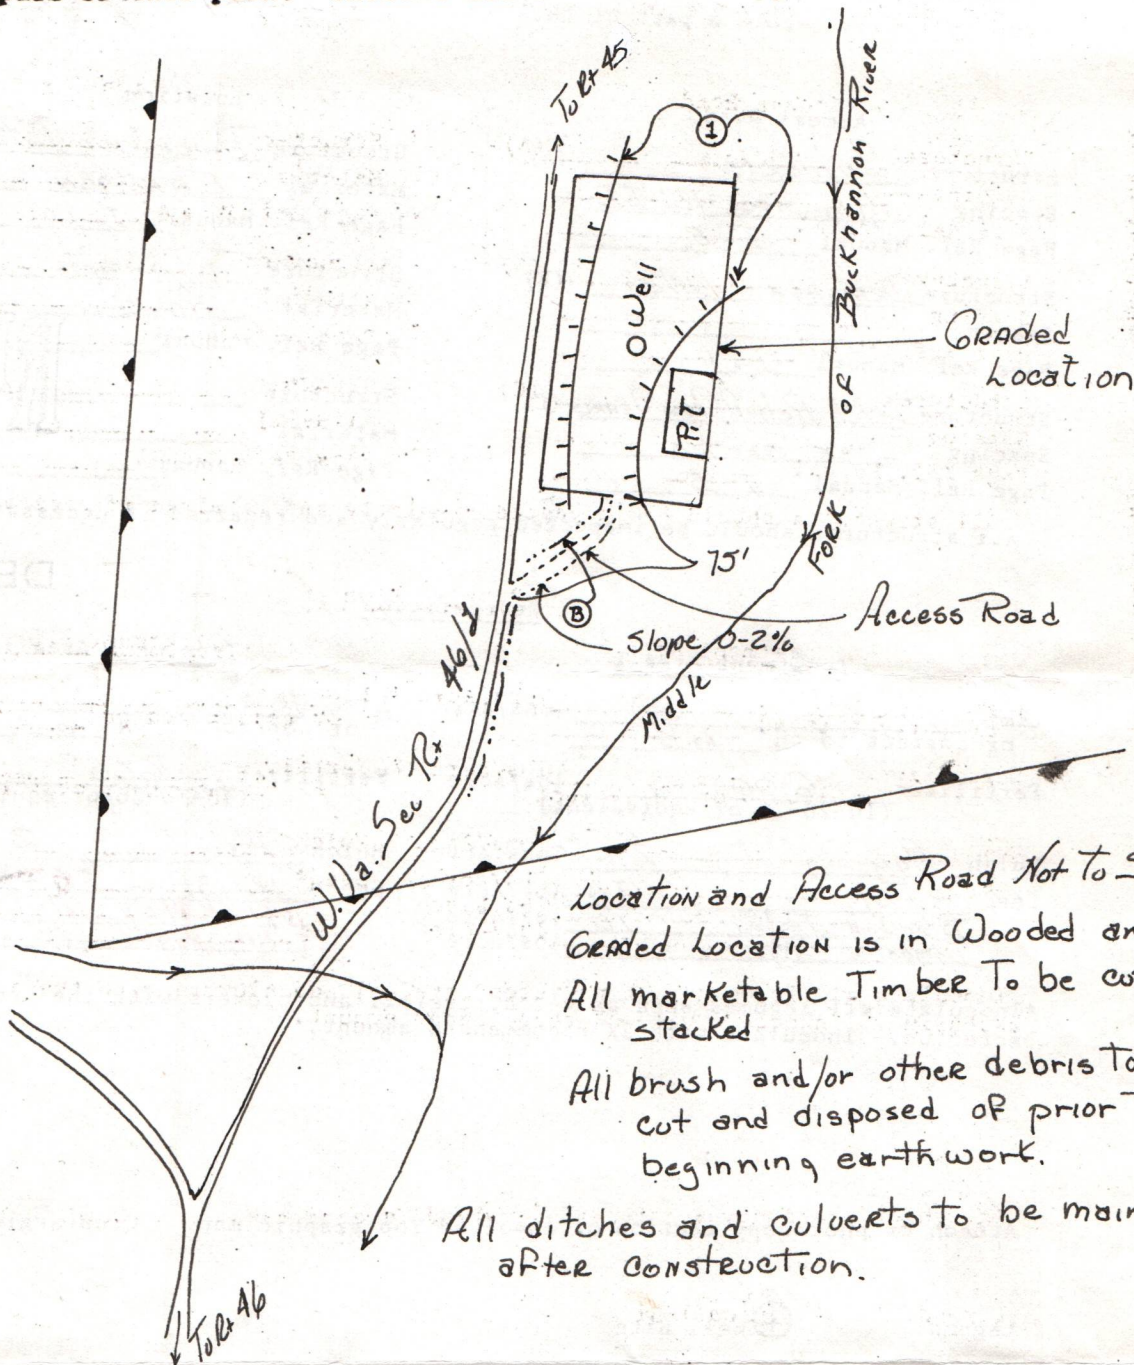 To Rt 45
1
Buckhannon River
OF
FORK
Middle
O Well
Pit
GRaded
Location
75'
B
Access Road
Slope 0-2%
W.Va. Sec Rt 46/1
Location and Access Road Not To S
GRaded Location is in Wooded
All marketable Timber To be
stacked
All brush and/or other debris To
cut and disposed of prior
beginning earthwork.
All ditches and culverts to be
after construction.
To Rt 46